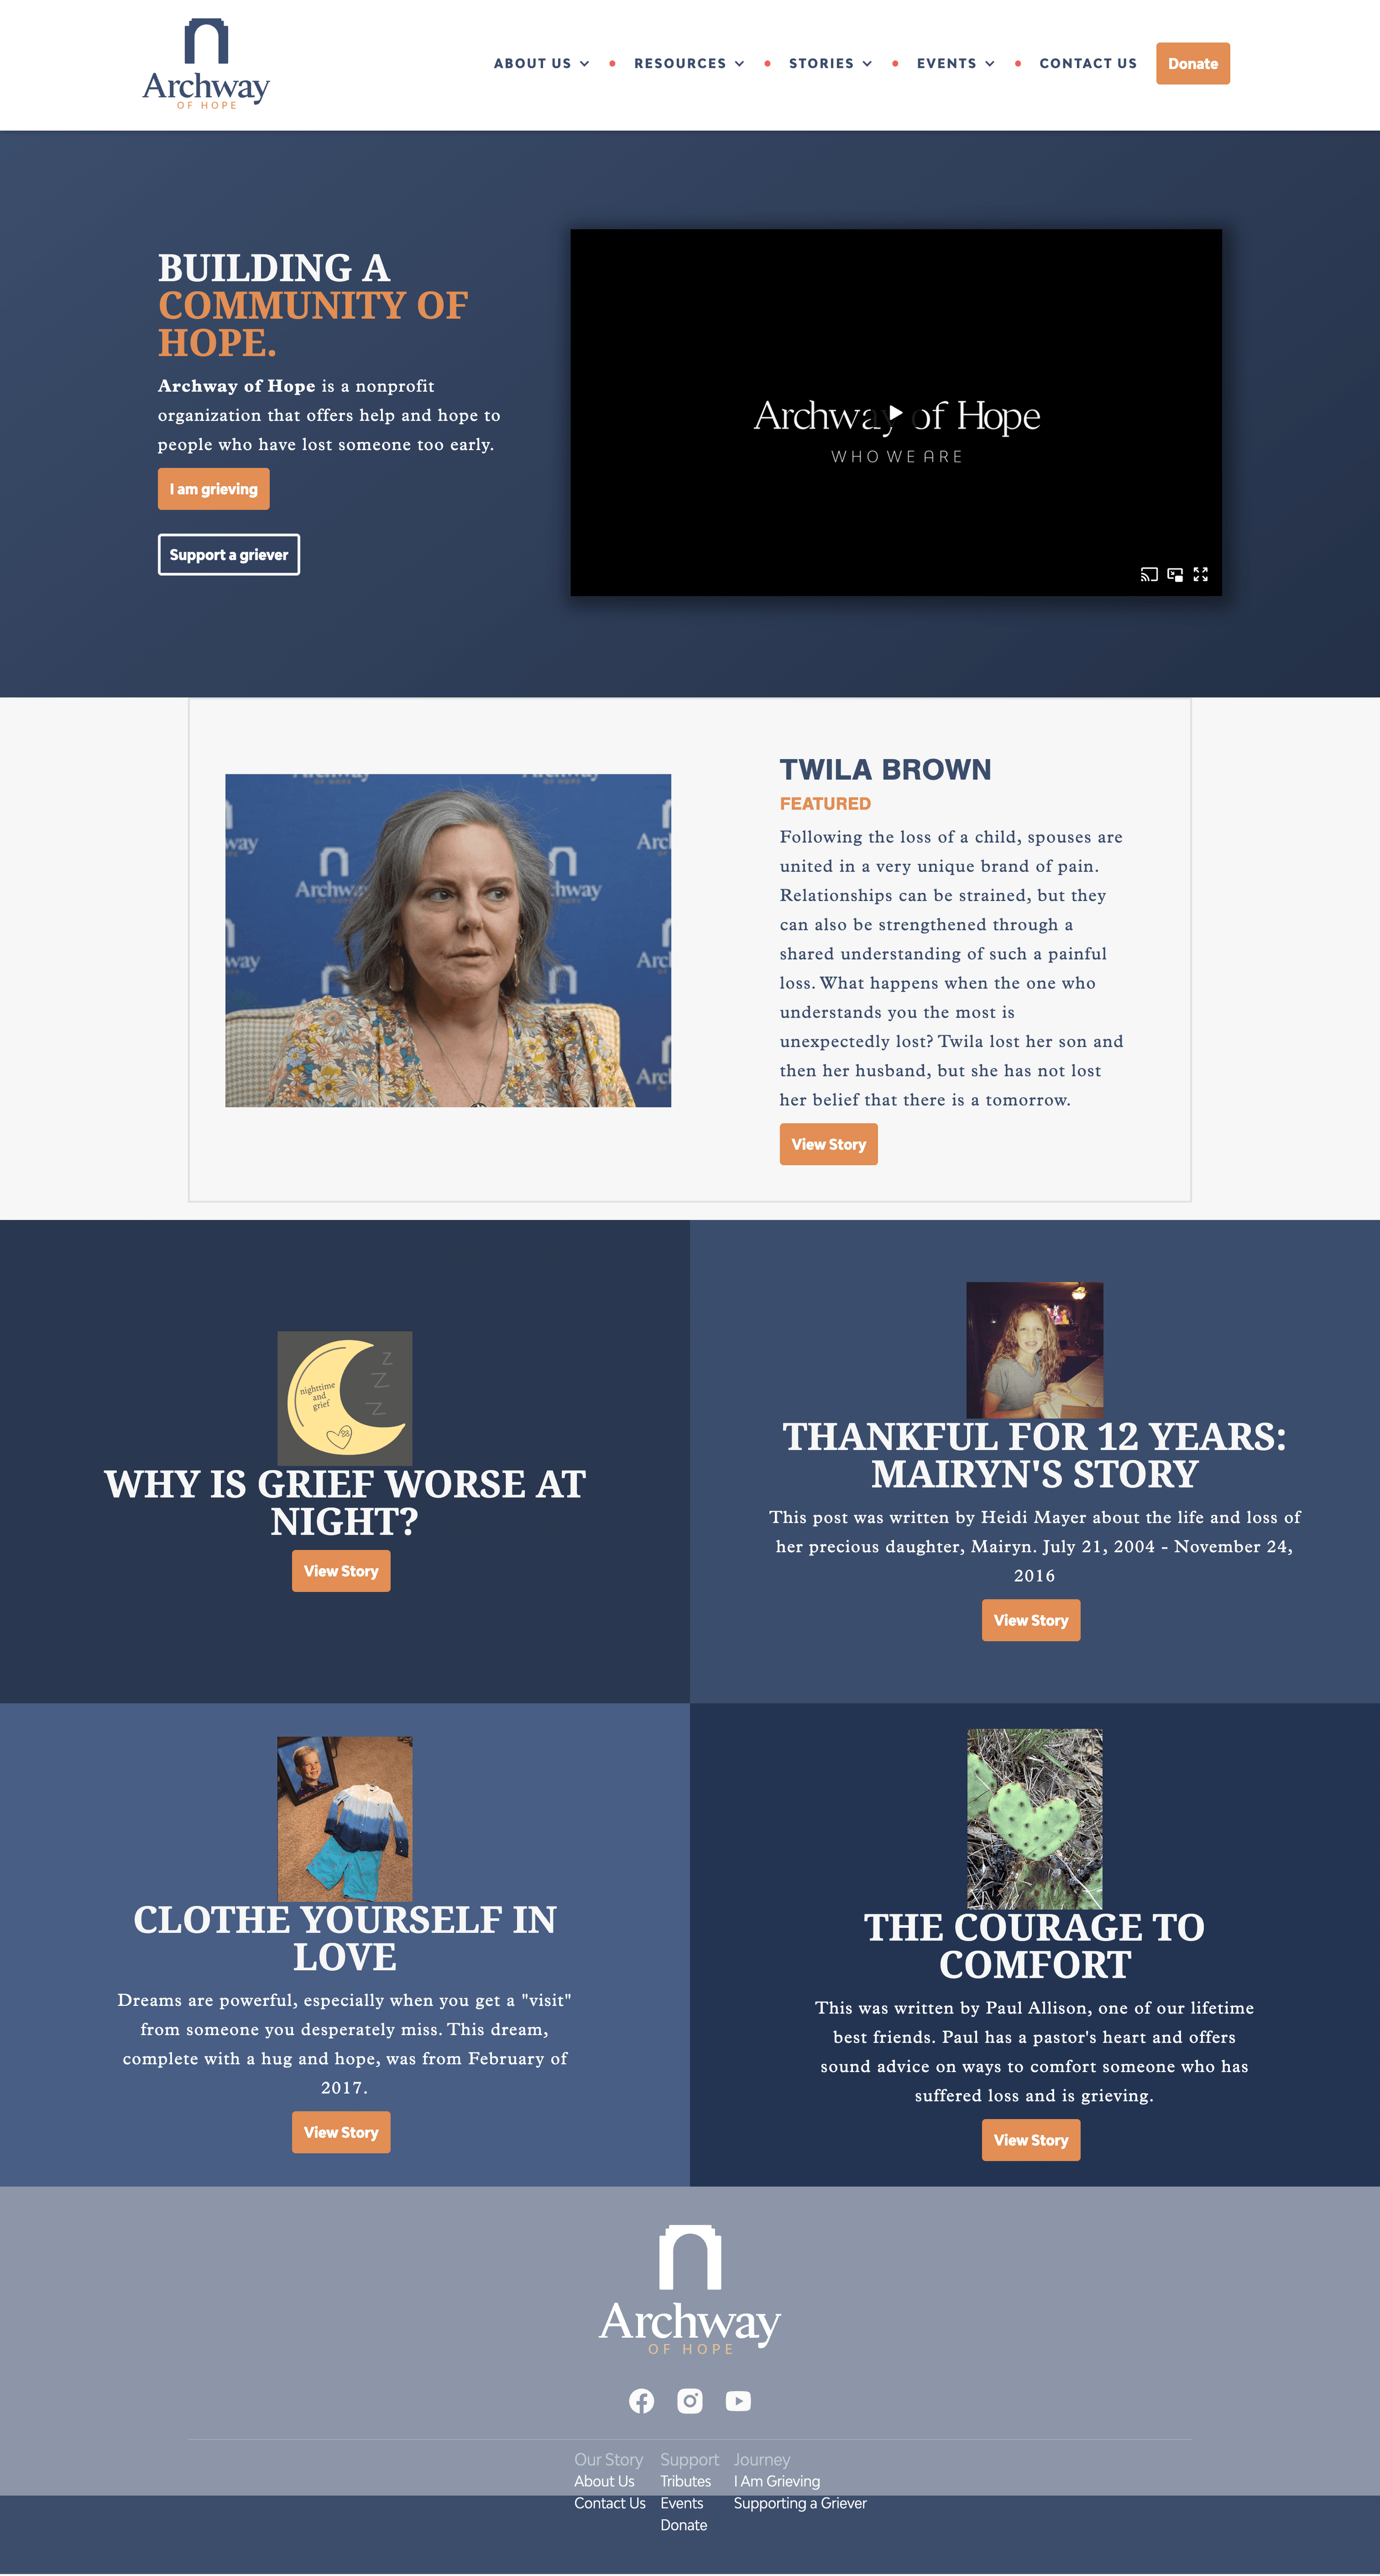 Archway
OF HOPE
ABOUT US
RESOURCES
STORIES
EVENTS
CONTACT US
Donate
BUILDING A
COMMUNITY OF
HOPE.
Archway of Hope is a nonprofit
organization that offers help and hope to
people who have lost someone too early.
I am grieving
Support a griever
Archway of Hope
WHO WE ARE
TWILA BROWN
FEATURED
Following the loss of a child, spouses are
united in a very unique brand of pain.
Relationships can be strained, but they
can also be strengthened through a
shared understanding of such a painful
loss. What happens when the one who
understands you the most is
unexpectedly lost? Twila lost her son and
then her husband, but she has not lost
her belief that there is a tomorrow.
View Story
nighttime
and
grief
Z
Z
Z
WHY IS GRIEF WORSE AT
NIGHT?
View Story
THANKFUL FOR 12 YEARS:
MAIRYN'S STORY
This post was written by Heidi Mayer about the life and loss of
her precious daughter, Mairyn. July 21, 2004 - November 24,
2016
View Story
CLOTHE YOURSELF IN
LOVE
Dreams are powerful, especially when you get a "visit"
from someone you desperately miss. This dream,
complete with a hug and hope, was from February of
2017.
View Story
THE COURAGE TO
COMFORT
This was written by Paul Allison, one of our lifetime
best friends. Paul has a pastor's heart and offers
sound advice on ways to comfort someone who has
suffered loss and is grieving.
View Story
Archway
OF HOPE
Our Story
About Us
Contact Us
Support
Tributes
Events
Donate
Journey
I Am Grieving
Supporting a Griever